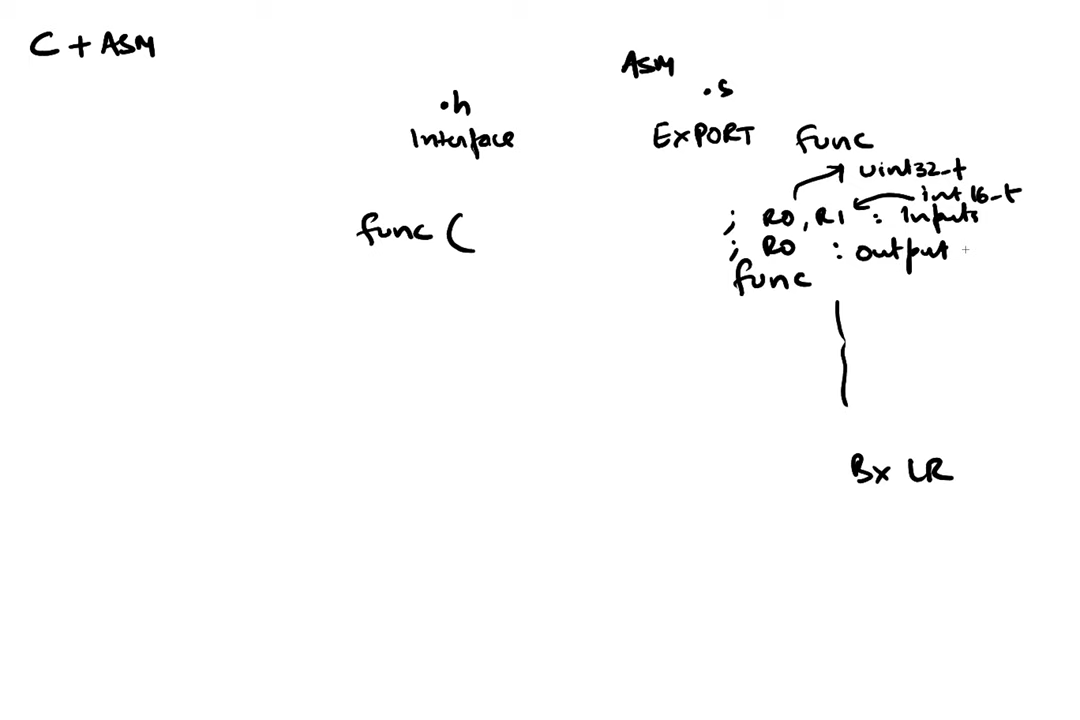 C + ASM
ASM
.s
.h
Interface
EXPORT func
uint32_t
int16_t
; R0, R1 : Inputs
func (
; R0 : output
func
BX LR